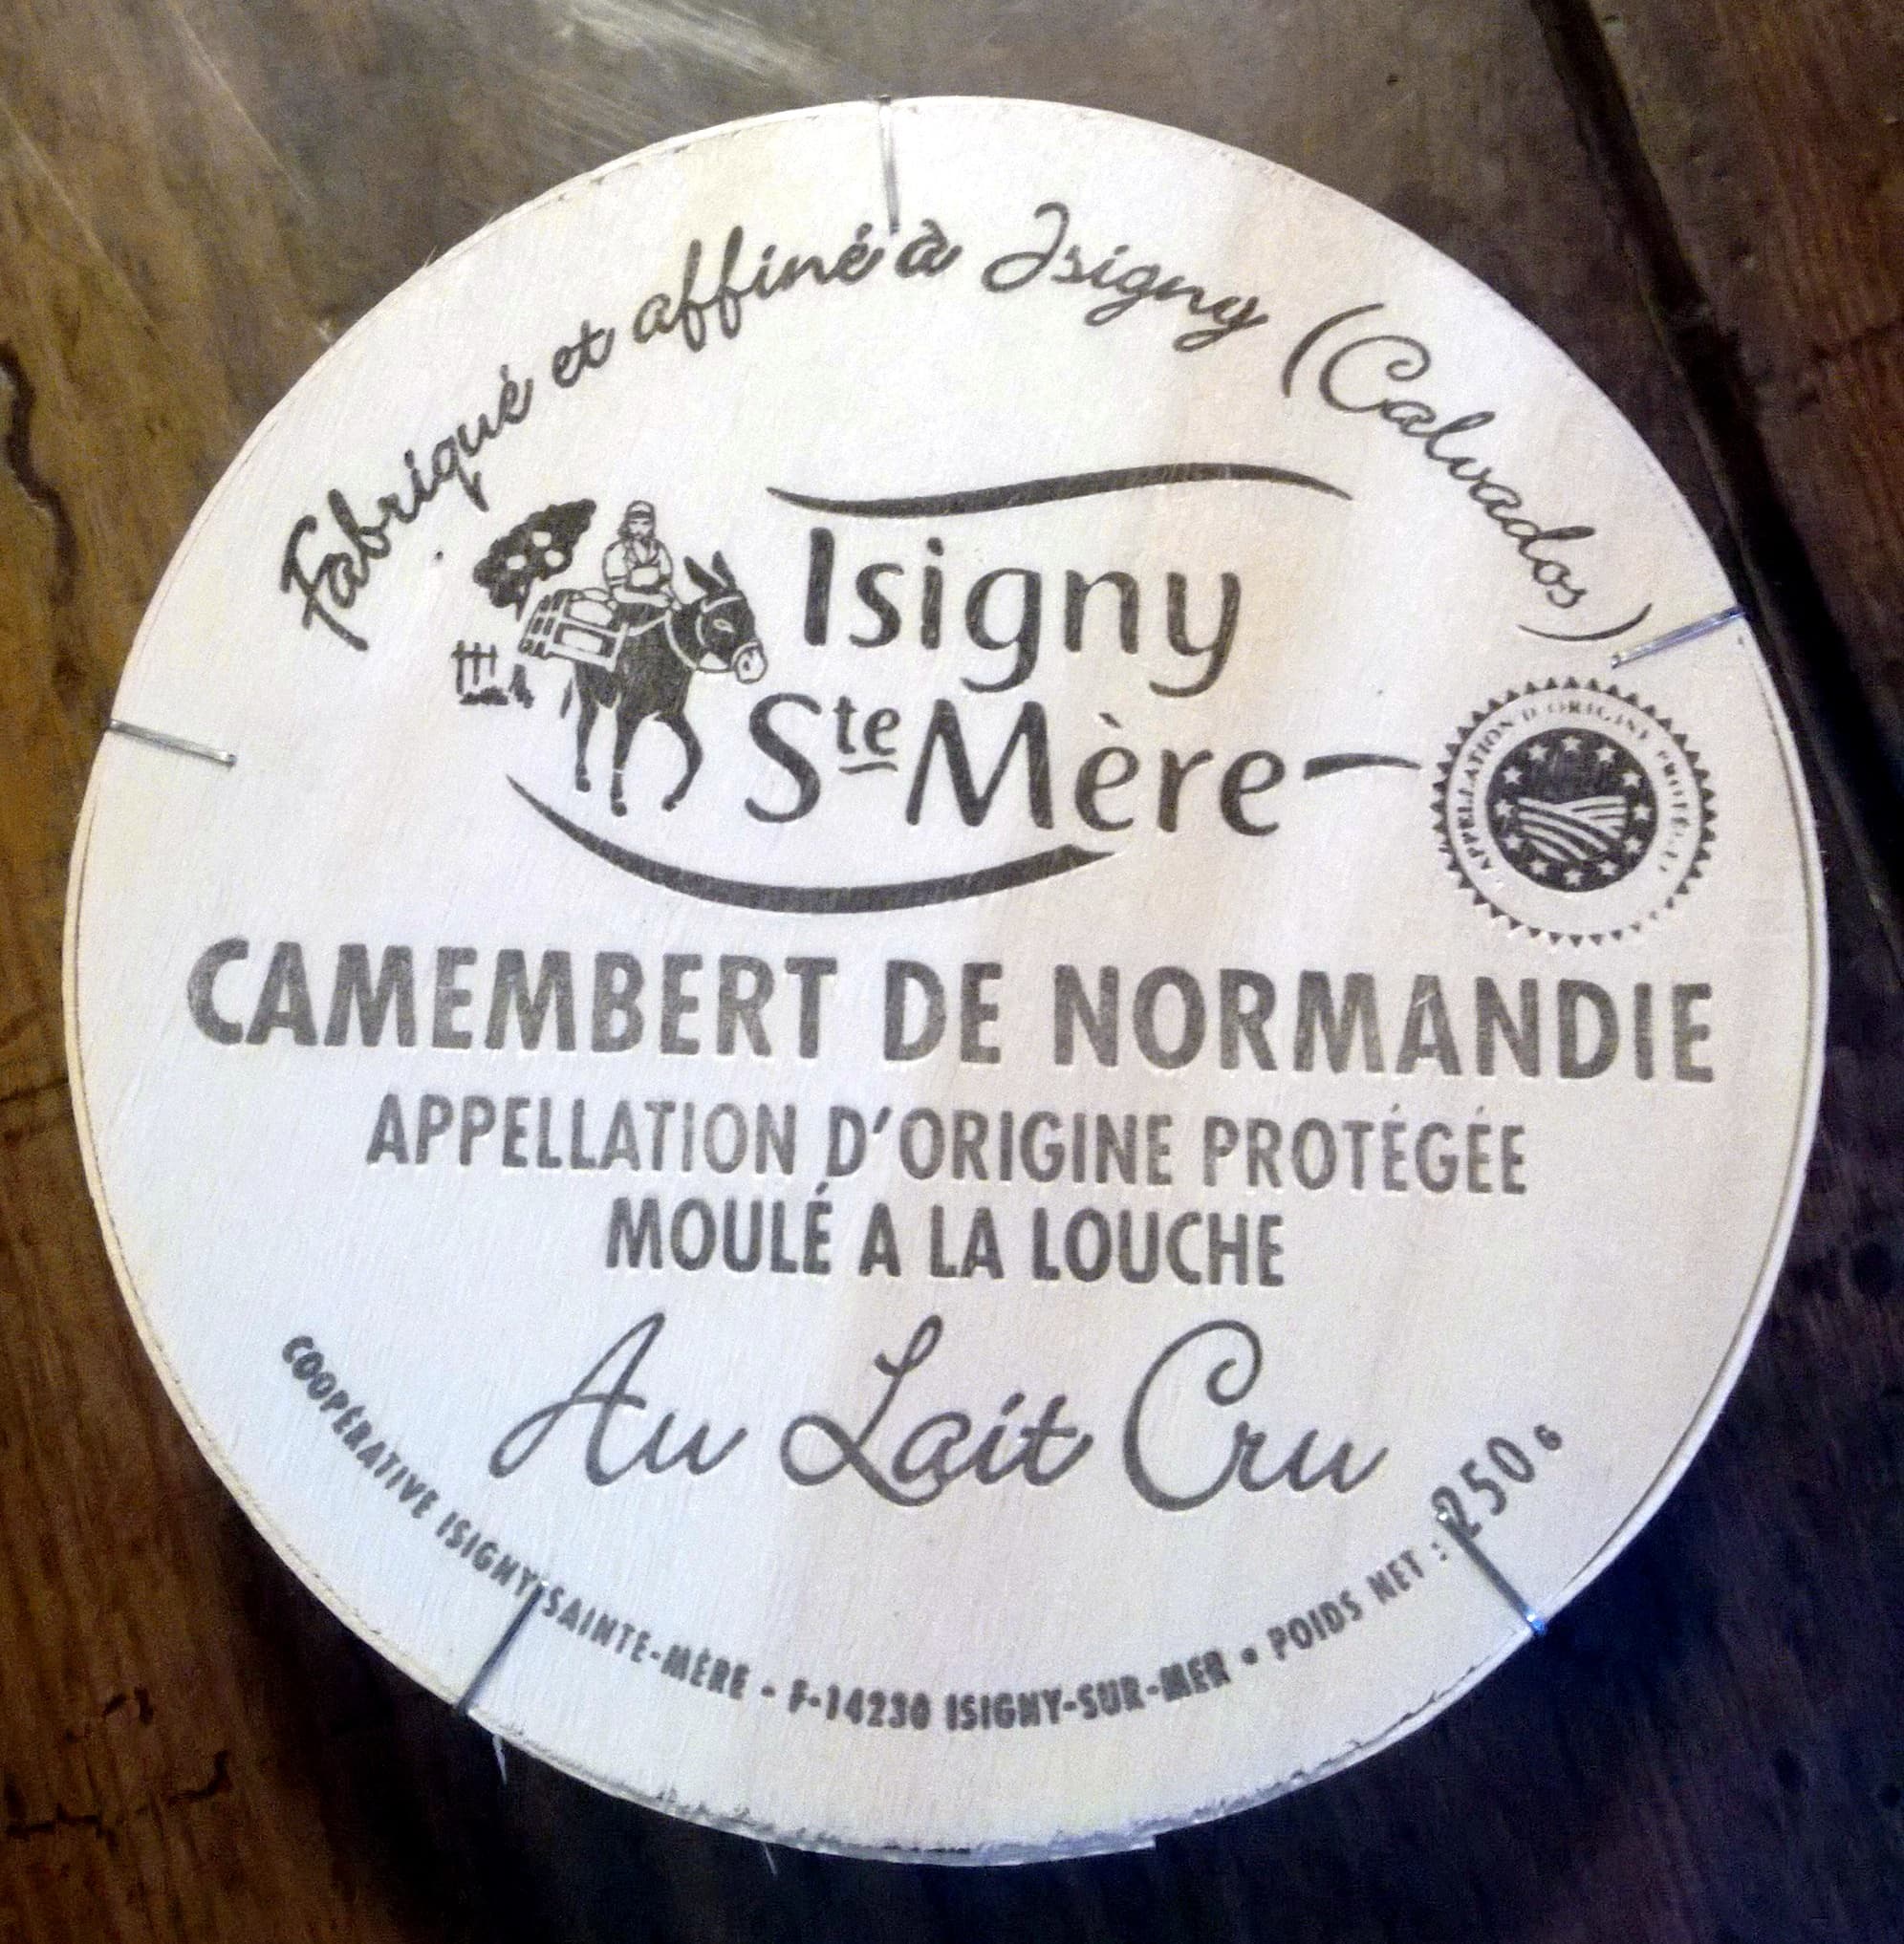 Fabriqué et affiné à Isigny (Calvados)
Isigny
Ste Mère
APPELLATION D'ORIGINE PROTÉGÉE
CAMEMBERT DE NORMANDIE
APPELLATION D'ORIGINE PROTÉGÉE
MOULÉ A LA LOUCHE
Au Lait Cru
COOPÉRATIVE ISIGNY SAINTE-MÈRE - F-14230 ISIGNY-SUR-MER • POIDS NET : 250 G